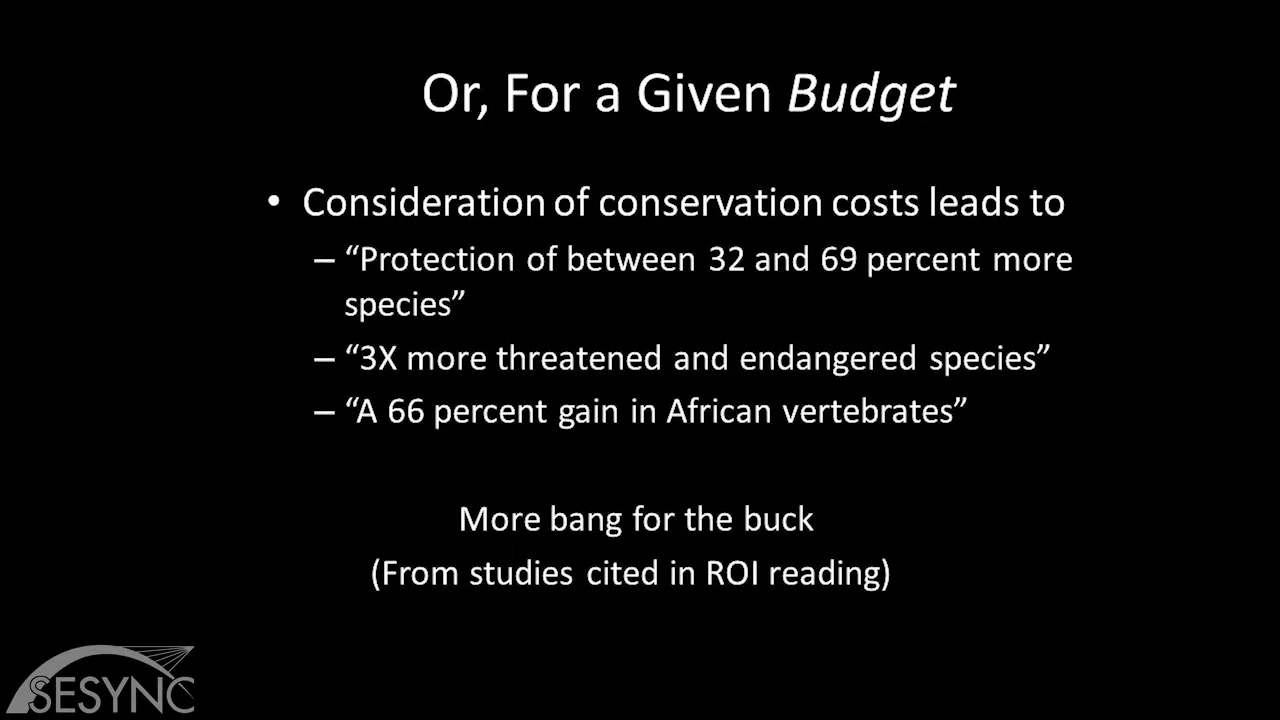 Or, For a Given Budget
• Consideration of conservation costs leads to
– “Protection of between 32 and 69 percent more
species”
– “3X more threatened and endangered species”
– “A 66 percent gain in African vertebrates”
More bang for the buck
(From studies cited in ROI reading)
SESYNC